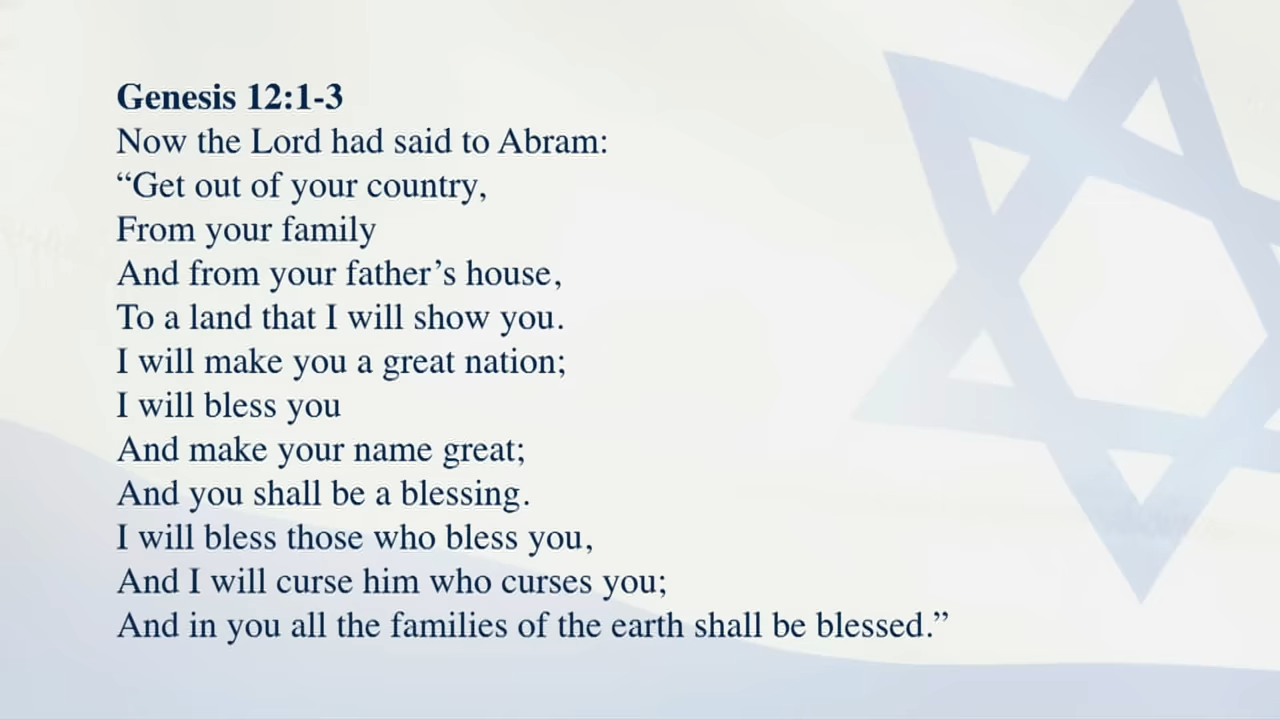 Genesis 12:1-3
Now the Lord had said to Abram:
“Get out of your country,
From your family
And from your father’s house,
To a land that I will show you.
I will make you a great nation;
I will bless you
And make your name great;
And you shall be a blessing.
I will bless those who bless you,
And I will curse him who curses you;
And in you all the families of the earth shall be blessed.”